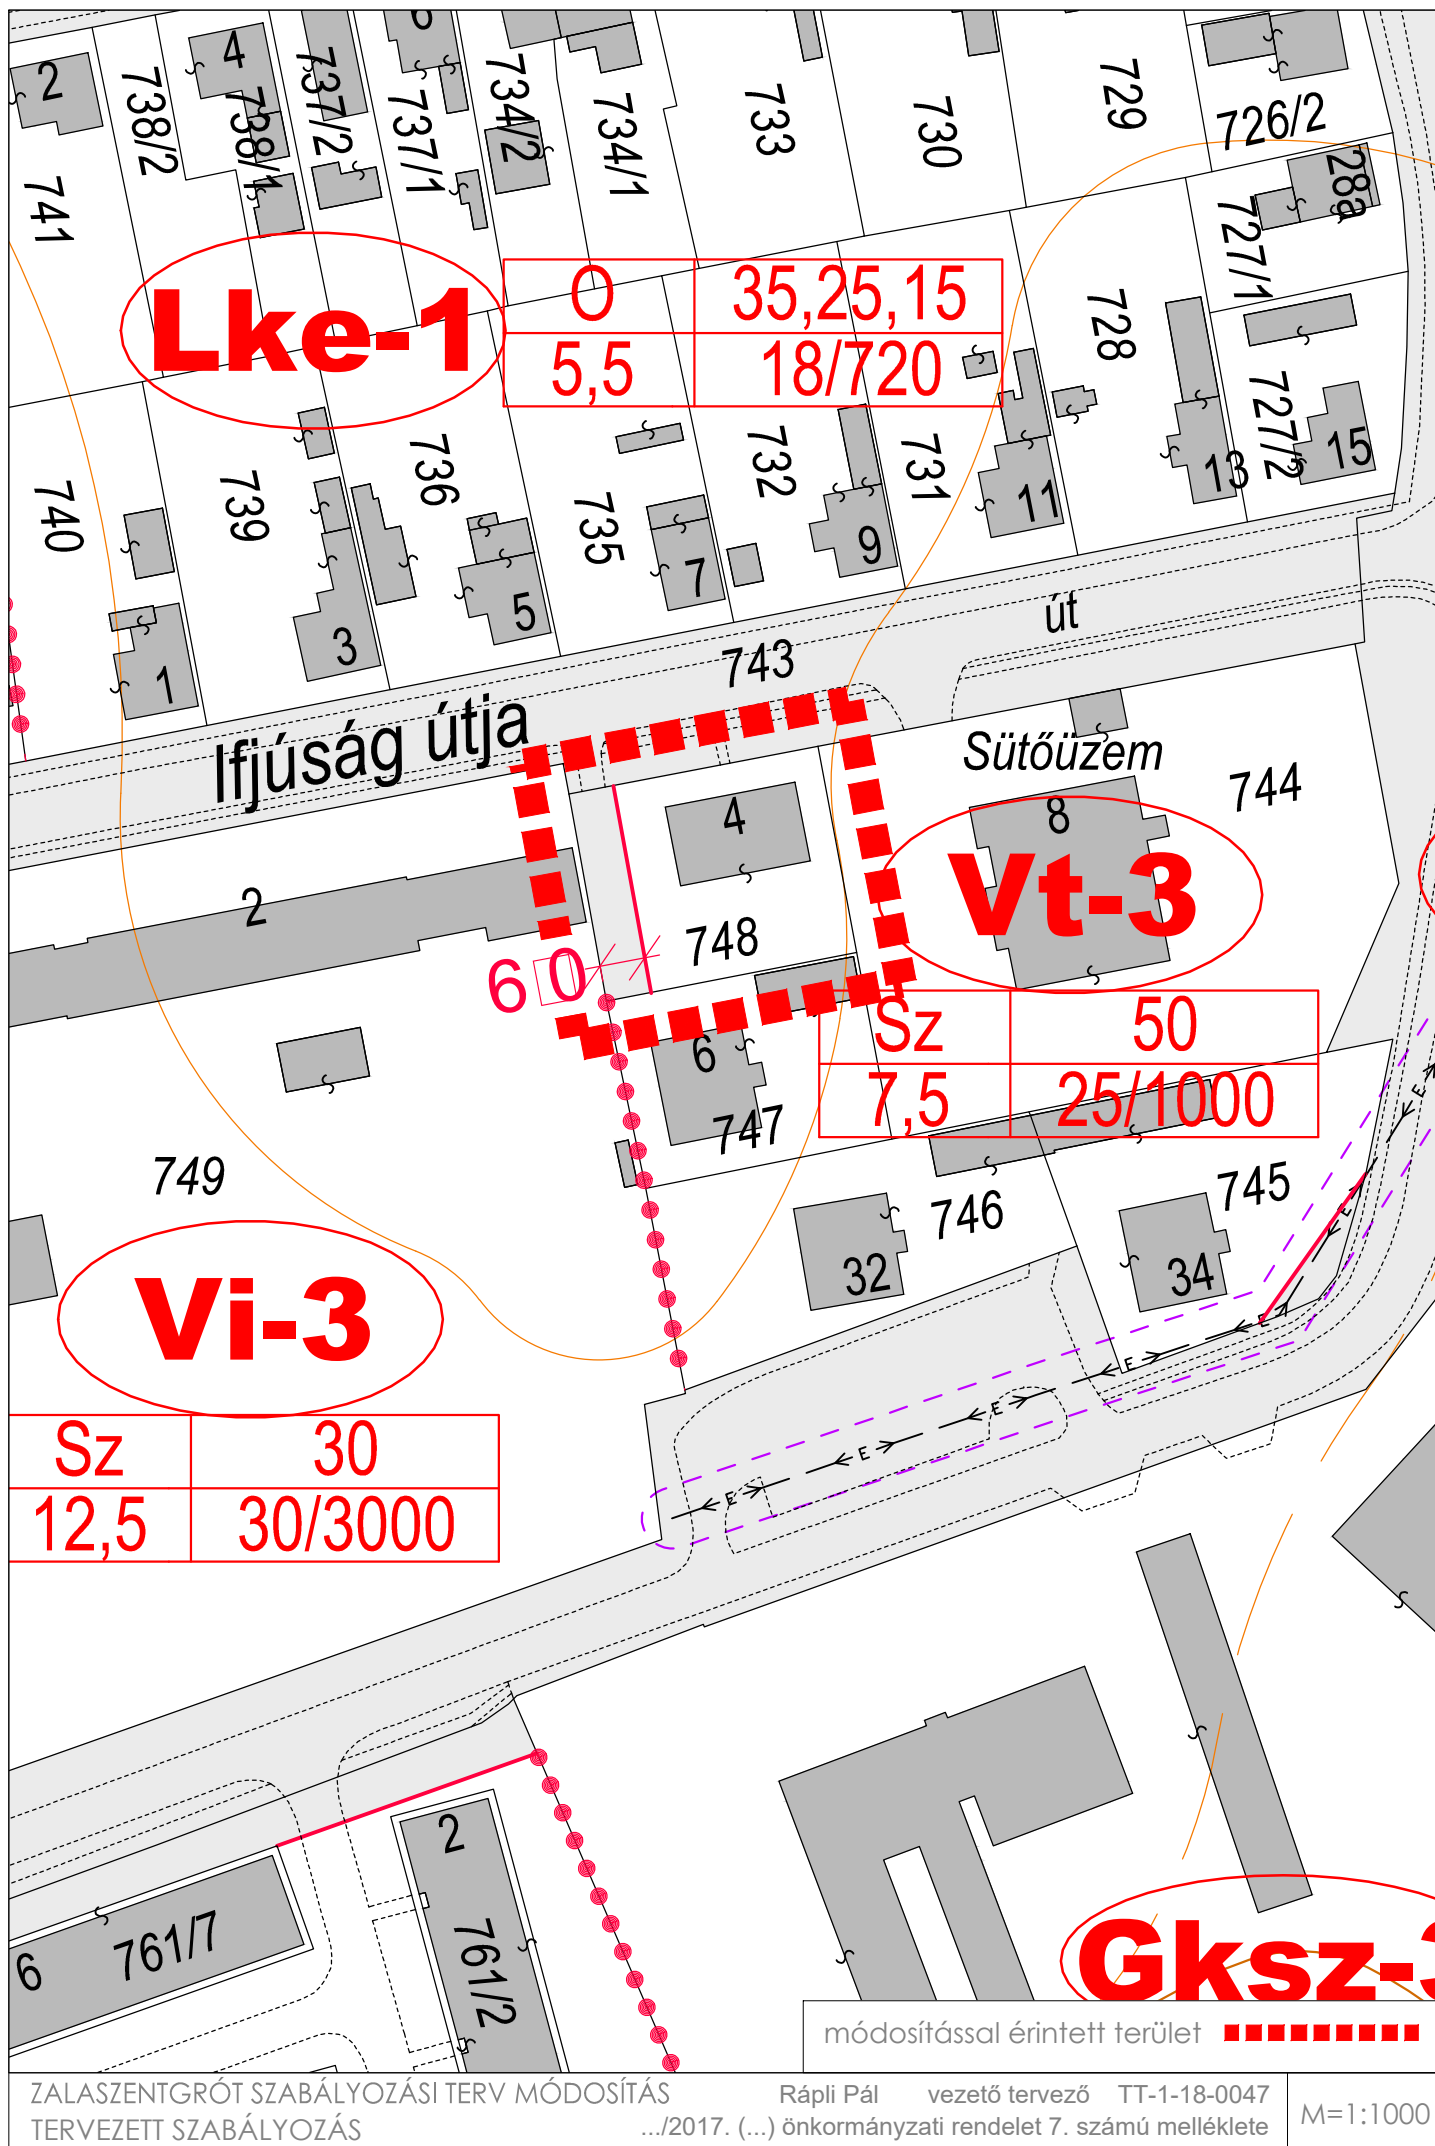 2
738/2
4
738/1
737/2
6
737/1
734/2
734/1
733
730
729
726/2
28a
741
727/1
Lke-1
O 35,25,15
5,5 18/720
728
727/2
740
739
736
735
732
731
13
15
11
9
7
5
3
1
út
743
Ifjúság útja
Sütőüzem
744
4
8
Vt-3
2
748
6 0
Sz 50
7,5 25/1000
6
747
749
746
745
32
34
Vi-3
E
E
E
E
E
E
E
Sz 30
12,5 30/3000
2
761/7
6
761/2
Gksz-3
módosítással érintett terület
ZALASZENTGRÓT SZABÁLYOZÁSI TERV MÓDOSÍTÁS
TERVEZETT SZABÁLYOZÁS
Rápli Pál vezető tervező TT-1-18-0047
.../2017. (...) önkormányzati rendelet 7. számú melléklete
M=1:1000